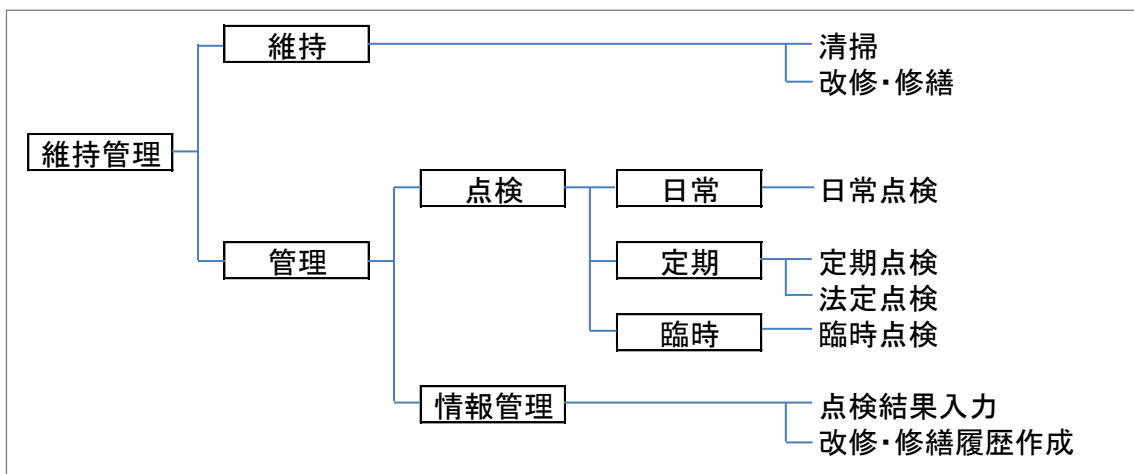 維持
清掃
改修・修繕
維持管理
点検
日常
日常点検
管理
定期
定期点検
法定点検
臨時
臨時点検
情報管理
点検結果入力
改修・修繕履歴作成